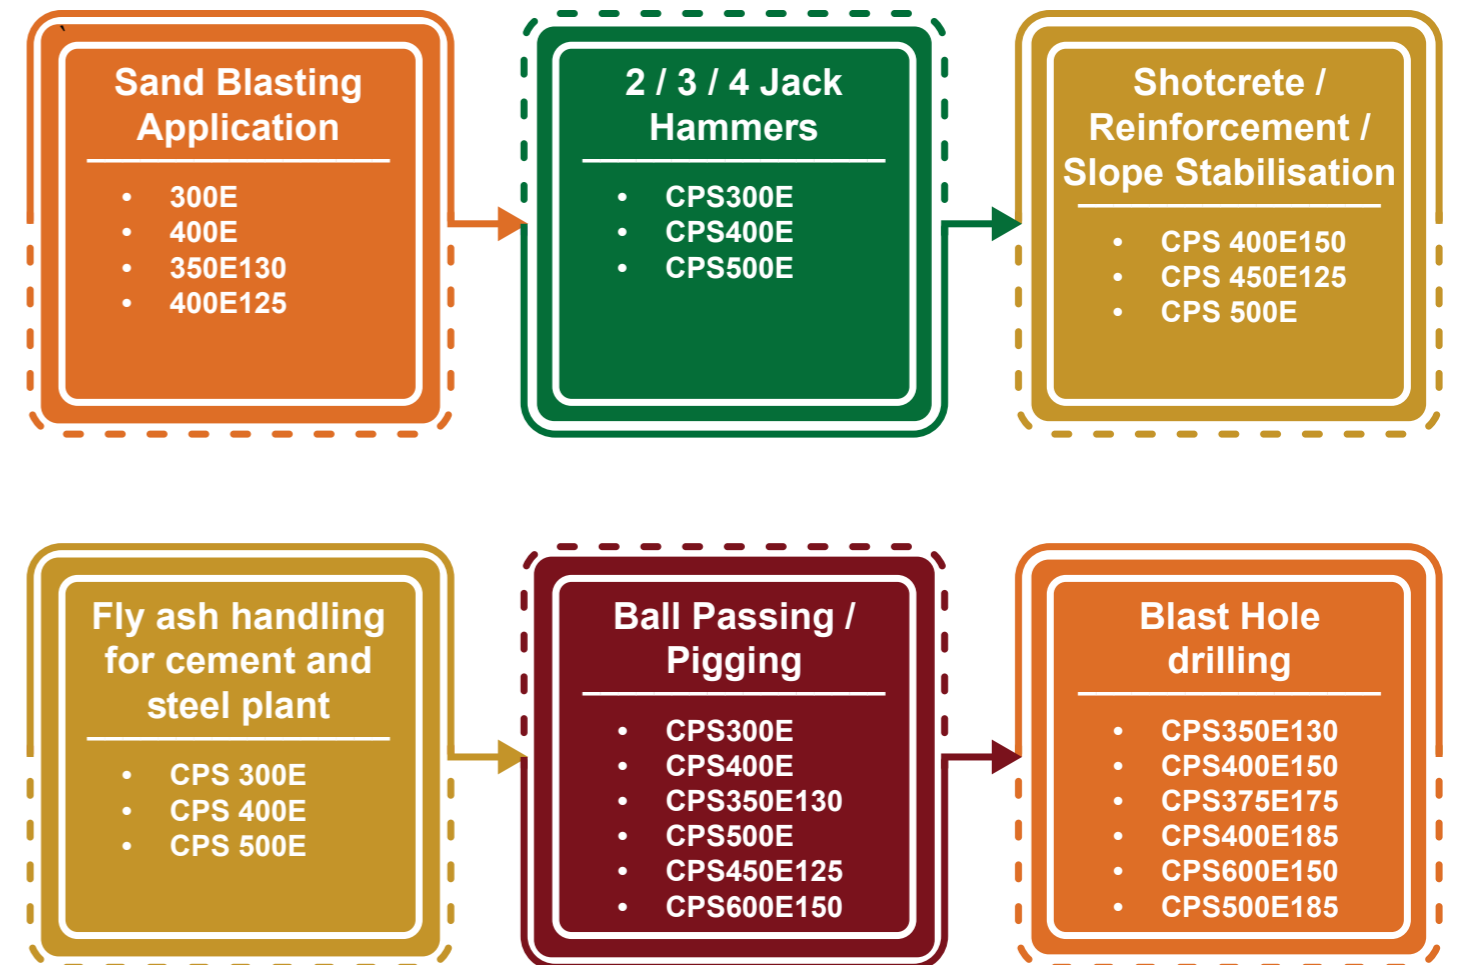 Sand Blasting
Application
• 300E
• 400E
• 350E130
• 400E125
2 / 3 / 4 Jack
Hammers
• CPS300E
• CPS400E
• CPS500E
Shotcrete /
Reinforcement /
Slope Stabilisation
• CPS 400E150
• CPS 450E125
• CPS 500E
Fly ash handling
for cement and
steel plant
• CPS 300E
• CPS 400E
• CPS 500E
Ball Passing /
Pigging
• CPS300E
• CPS400E
• CPS350E130
• CPS500E
• CPS450E125
• CPS600E150
Blast Hole
drilling
• CPS350E130
• CPS400E150
• CPS375E175
• CPS400E185
• CPS600E150
• CPS500E185